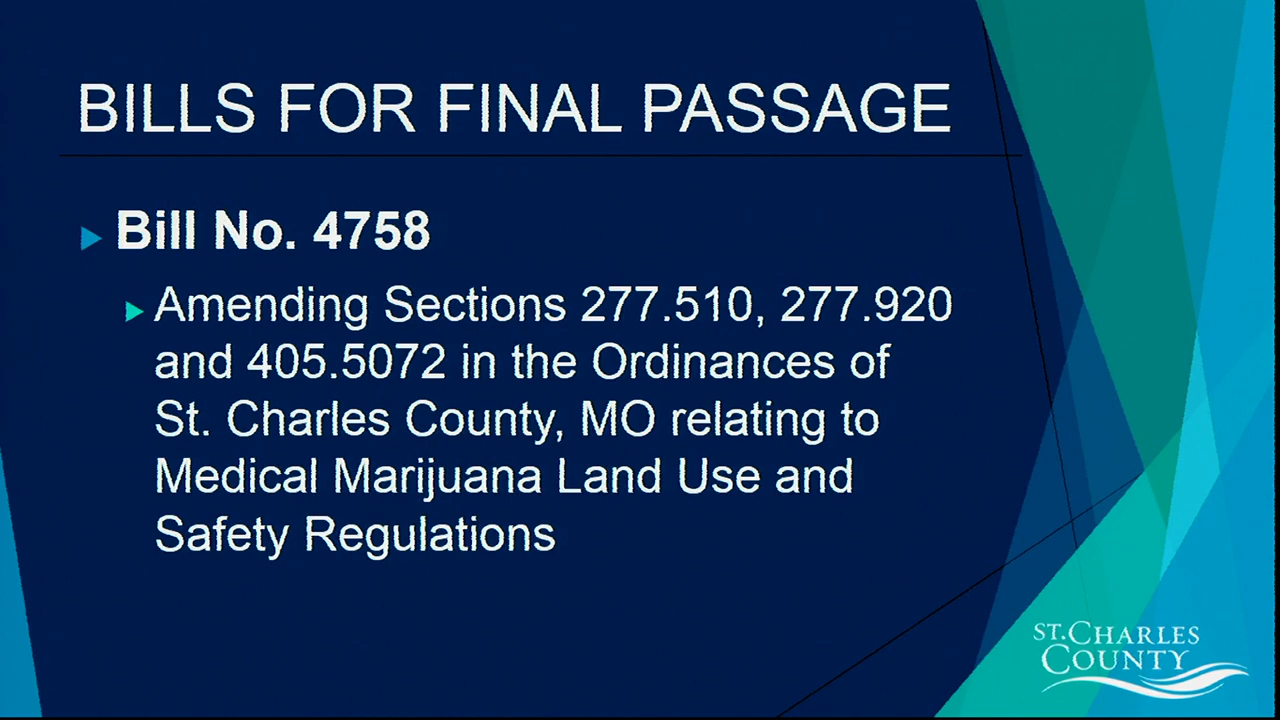 BILLS FOR FINAL PASSAGE
Bill No. 4758
Amending Sections 277.510, 277.920
and 405.5072 in the Ordinances of
St. Charles County, MO relating to
Medical Marijuana Land Use and
Safety Regulations
ST. CHARLES
COUNTY